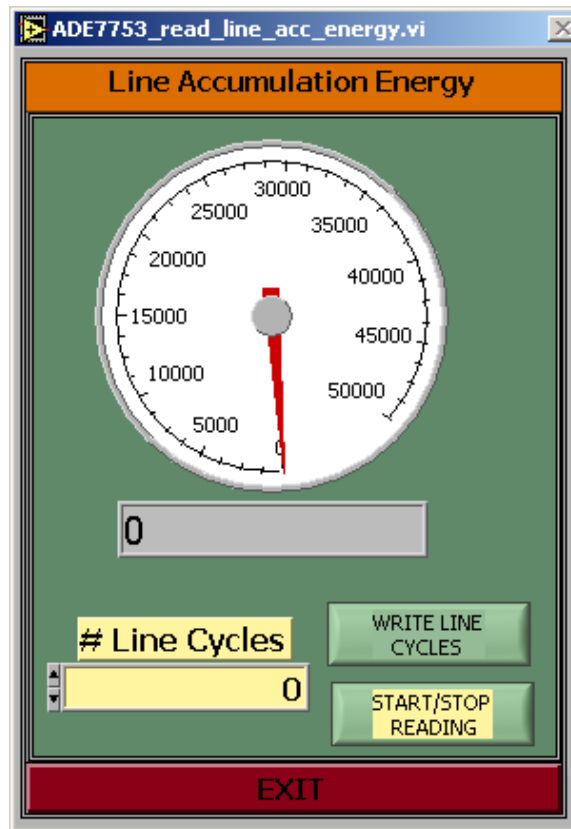 ADE7753_read_line_acc_energy.vi
Line Accumulation Energy
30000
25000
35000
20000
40000
15000
45000
10000
50000
5000
0
0
# Line Cycles
0
WRITE LINE
CYCLES
START/STOP
READING
EXIT